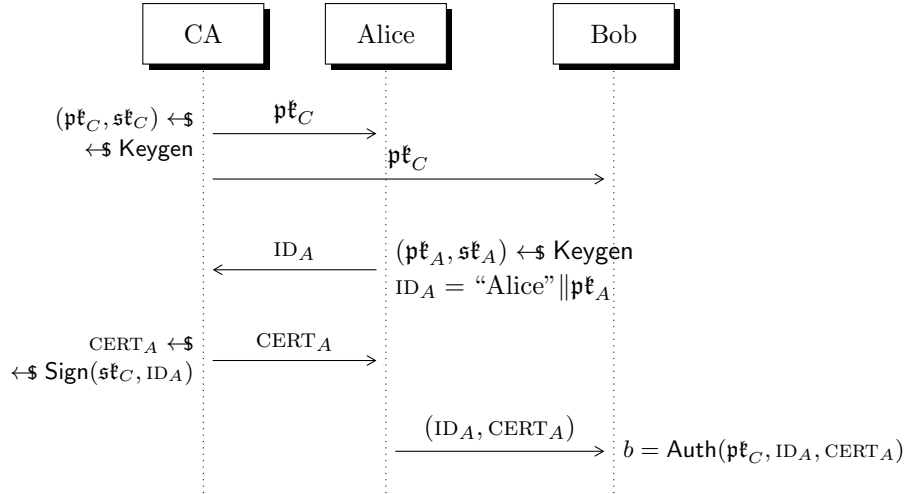 CA
Alice
Bob
(𝔭𝔨_C, 𝔰𝔨_C) ↞$
↞$ Keygen
𝔭𝔨_C
𝔭𝔨_C
ID_A
(𝔭𝔨_A, 𝔰𝔨_A) ↞$ Keygen
ID_A = “Alice”‖𝔭𝔨_A
CERT_A ↞$
↞$ Sign(𝔰𝔨_C, ID_A)
CERT_A
(ID_A, CERT_A)
b = Auth(𝔭𝔨_C, ID_A, CERT_A)